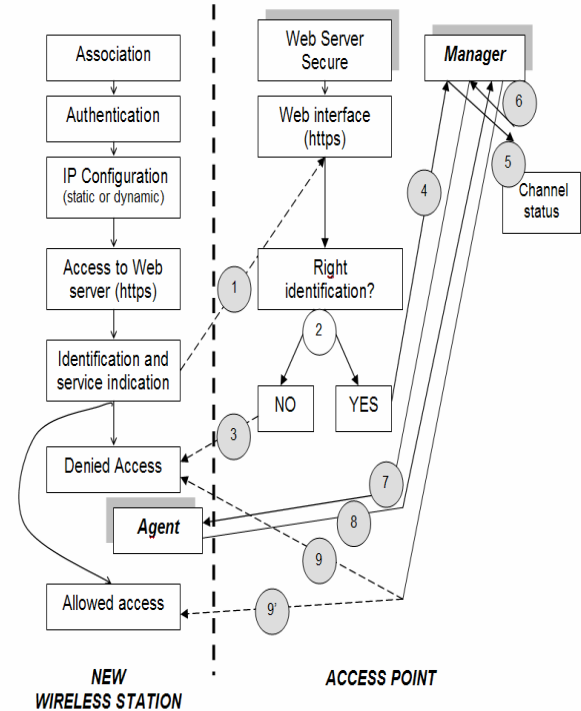 Association
Authentication
IP Configuration
(static or dynamic)
Access to Web
server (https)
Identification and
service indication
Denied Access
Agent
Allowed access
NEW
WIRELESS STATION
Web Server
Secure
Web interface
(https)
Right
identification?
NO
YES
Manager
Channel
status
1
2
3
4
5
6
7
8
9
9'
ACCESS POINT